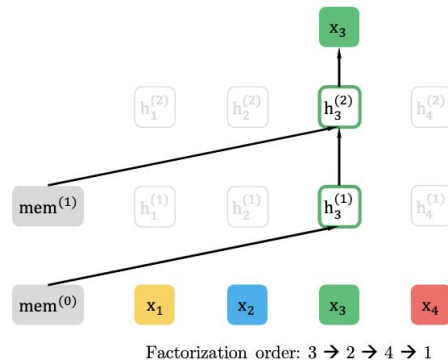 x₃
h₁⁽²⁾ h₂⁽²⁾ h₃⁽²⁾ h₄⁽²⁾
mem⁽¹⁾ h₁⁽¹⁾ h₂⁽¹⁾ h₃⁽¹⁾ h₄⁽¹⁾
mem⁽⁰⁾ x₁ x₂ x₃ x₄
Factorization order: 3 → 2 → 4 → 1